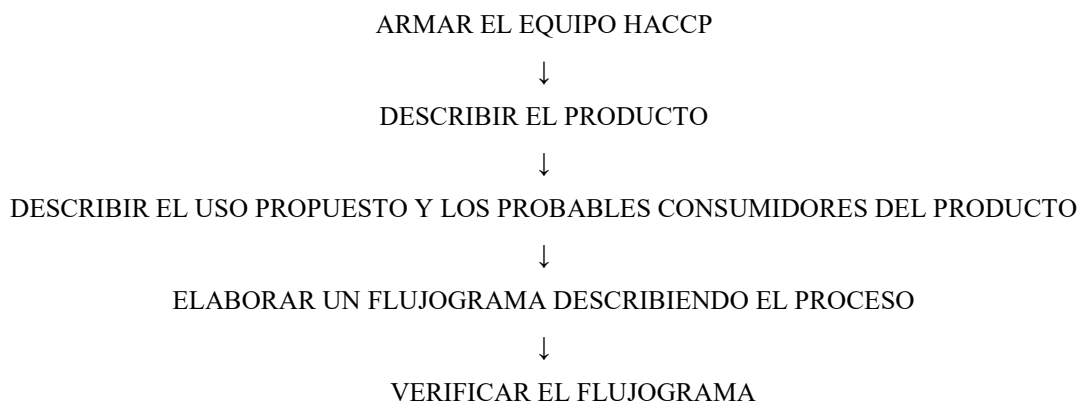 ARMAR EL EQUIPO HACCP
↓
DESCRIBIR EL PRODUCTO
↓
DESCRIBIR EL USO PROPUESTO Y LOS PROBABLES CONSUMIDORES DEL PRODUCTO
↓
ELABORAR UN FLUJOGRAMA DESCRIBIENDO EL PROCESO
↓
VERIFICAR EL FLUJOGRAMA